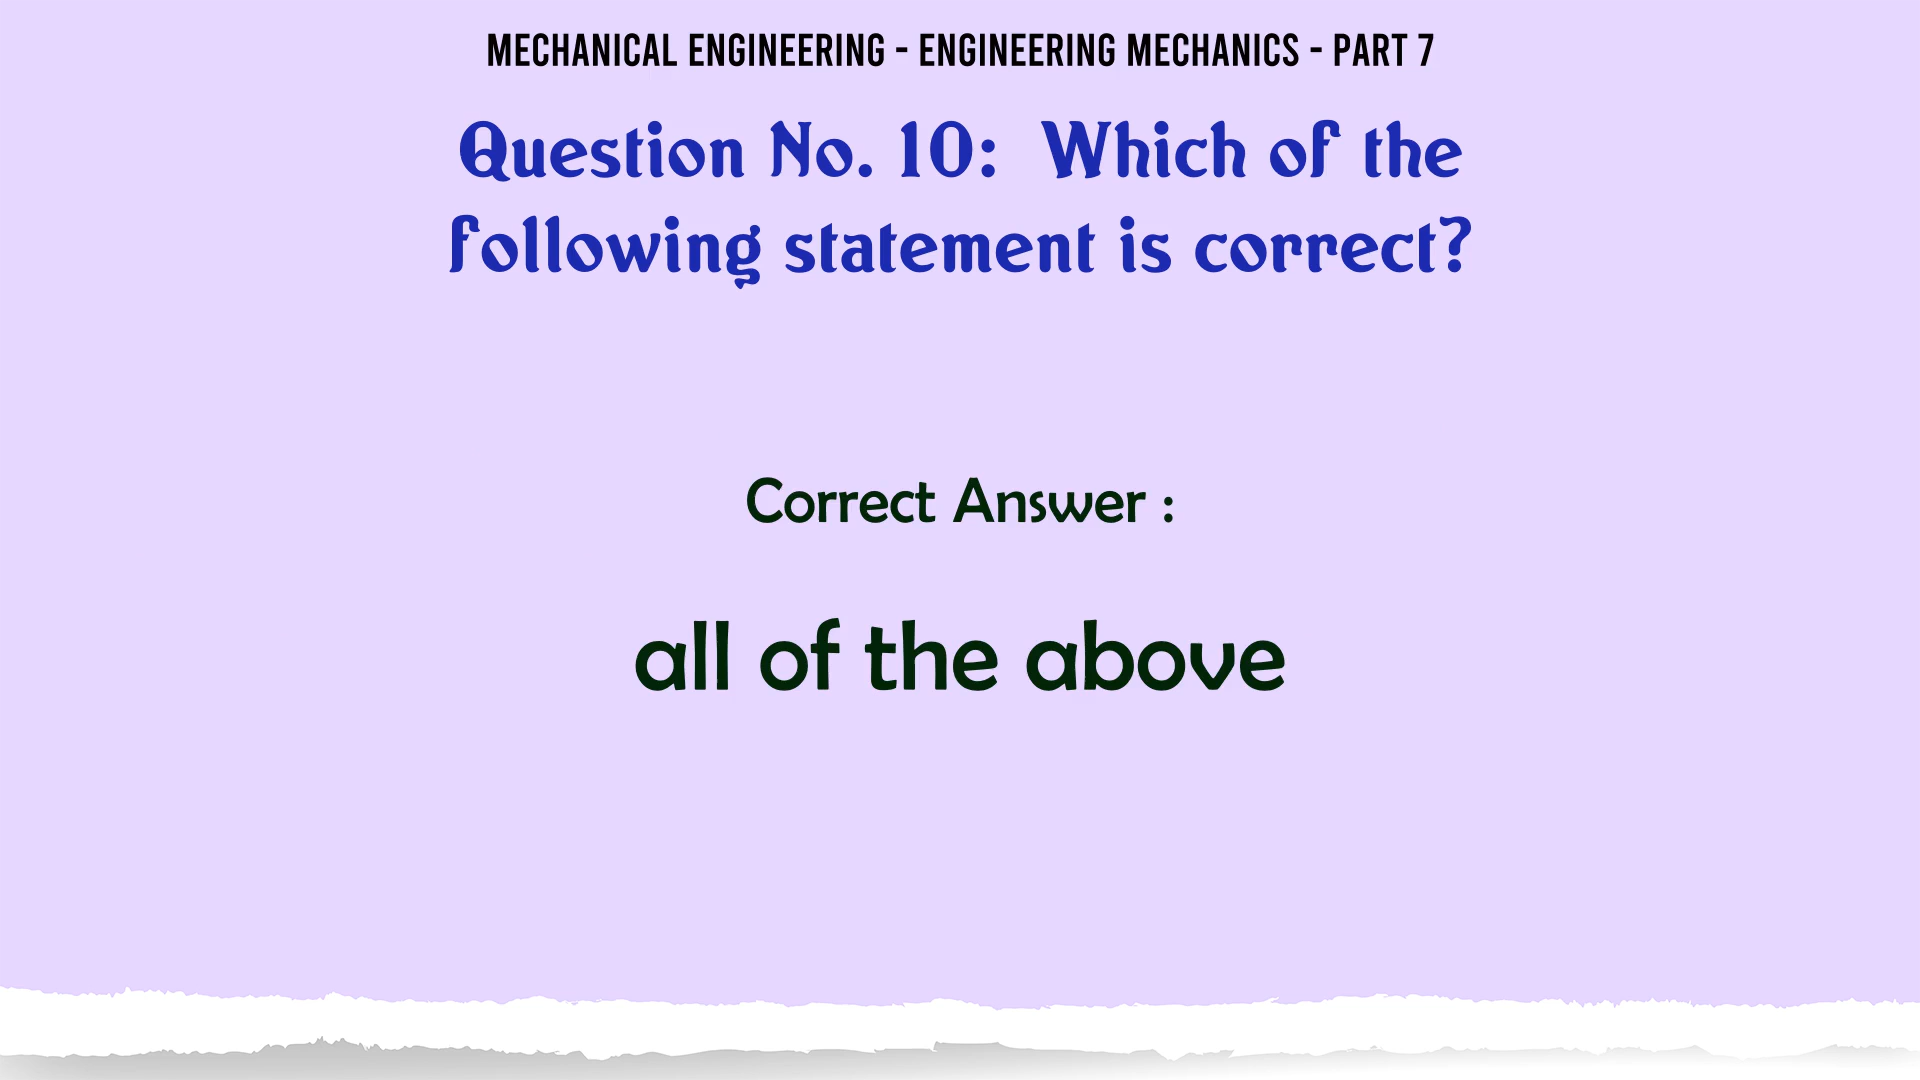 MECHANICAL ENGINEERING - ENGINEERING MECHANICS - PART 7
Question No. 10: Which of the
following statement is correct?
Correct Answer :
all of the above